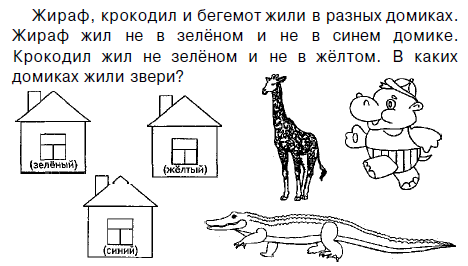 Жираф, крокодил и бегемот жили в разных домиках.
Жираф жил не в зелёном и не в синем домике.
Крокодил жил не зелёном и не в жёлтом. В каких
домиках жили звери?
(зелёный)
(жёлтый)
(синий)